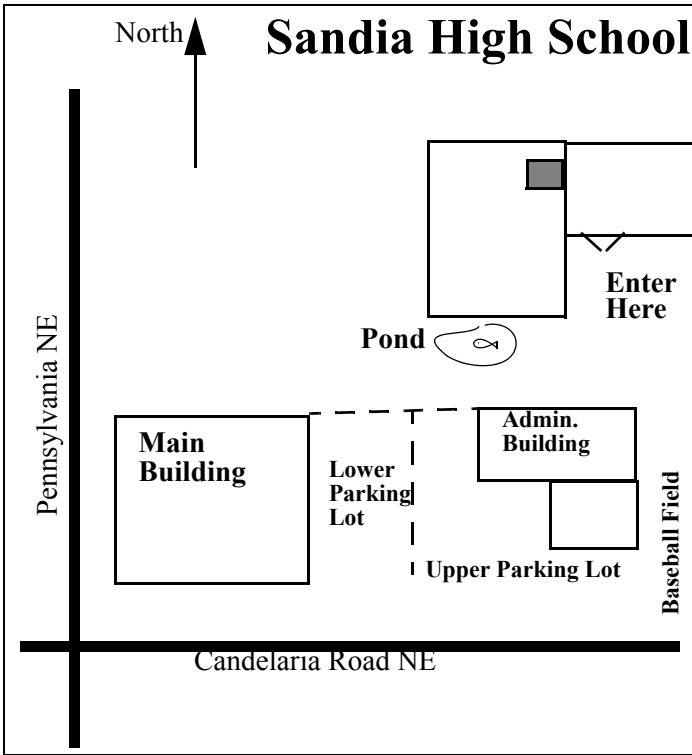 North
Sandia High School
Enter
Here
Pond
Pennsylvania NE
Main
Building
Admin.
Building
Lower
Parking
Lot
Upper Parking Lot
Baseball Field
Candelaria Road NE